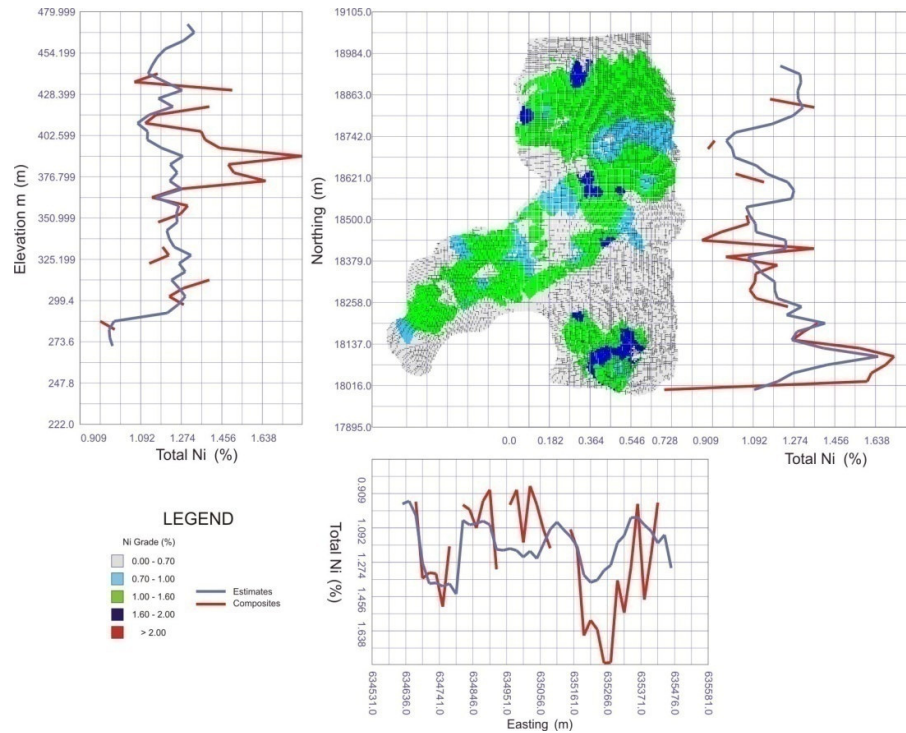 479.999
454.199
428.399
402.599
376.799
350.999
325.199
299.4
273.6
247.8
222.0
Elevation m (m)
0.909 1.092 1.274 1.456 1.638
Total Ni (%)
19105.0
18984.0
18863.0
18742.0
18621.0
18500.0
18379.0
18258.0
18137.0
18016.0
17895.0
Northing (m)
0.0 0.182 0.364 0.546 0.728 0.909 1.092 1.274 1.456 1.638
Total Ni (%)
LEGEND
Ni Grade (%)
0.00 - 0.70
0.70 - 1.00
1.00 - 1.60
1.60 - 2.00
> 2.00
Estimates
Composites
0.909
1.092
1.274
1.456
1.638
Total Ni (%)
634531.0 634636.0 634741.0 634846.0 634951.0 635056.0 635161.0 635266.0 635371.0 635476.0 635581.0
Easting (m)